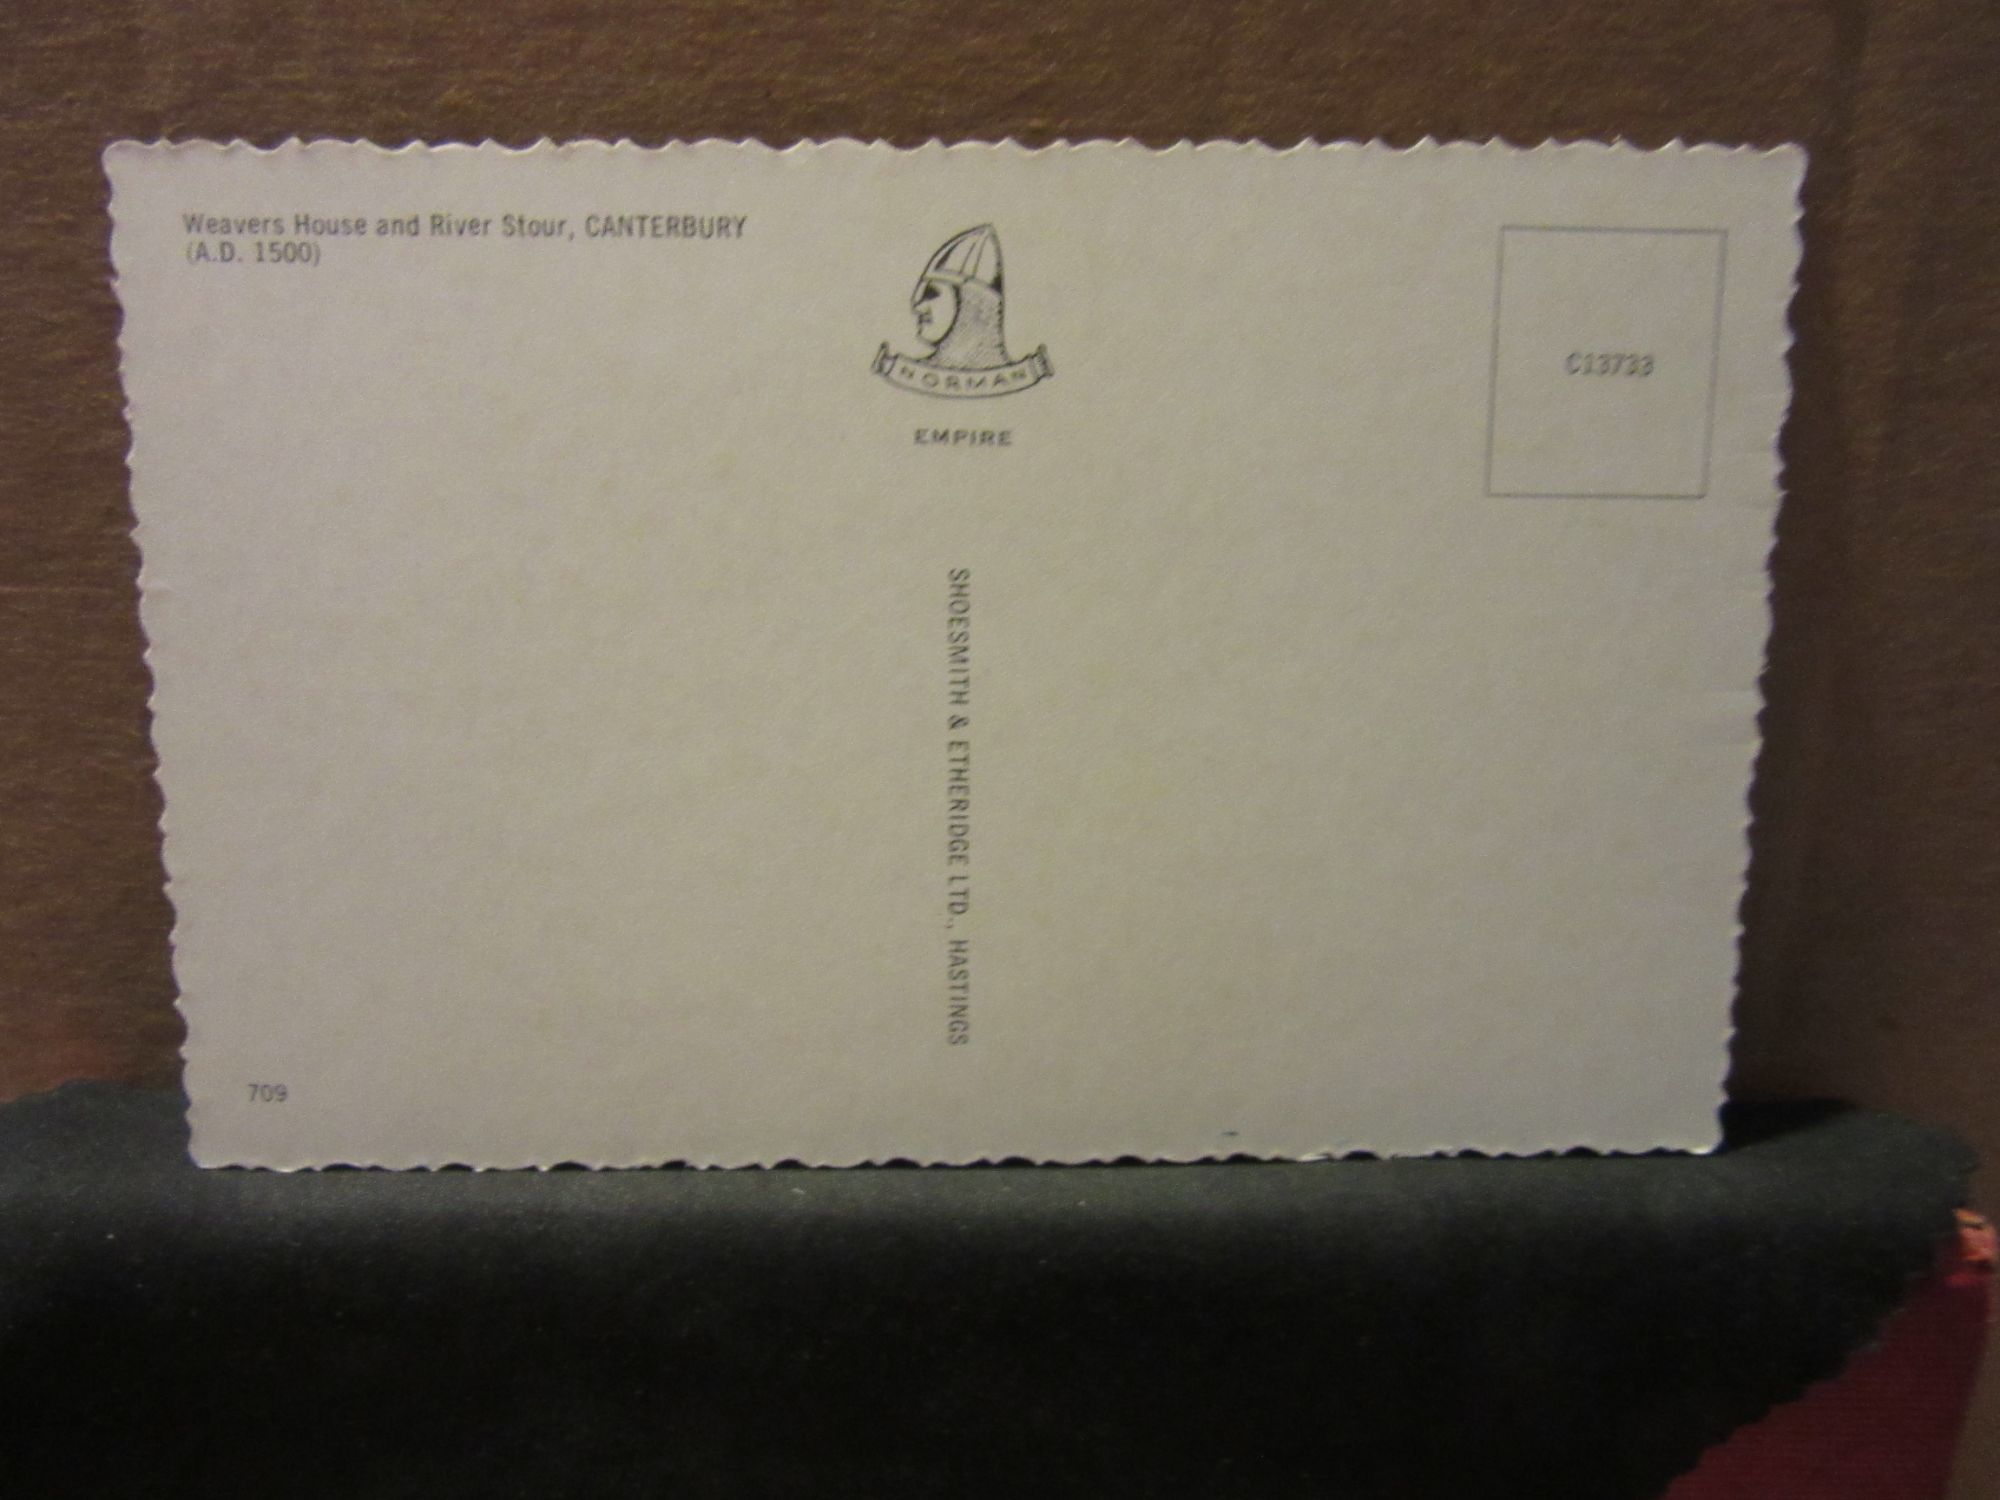 Weavers House and River Stour, CANTERBURY
(A.D. 1500)
NORMAN
EMPIRE
C13733
SHOESMITH & ETHERIDGE LTD., HASTINGS
709